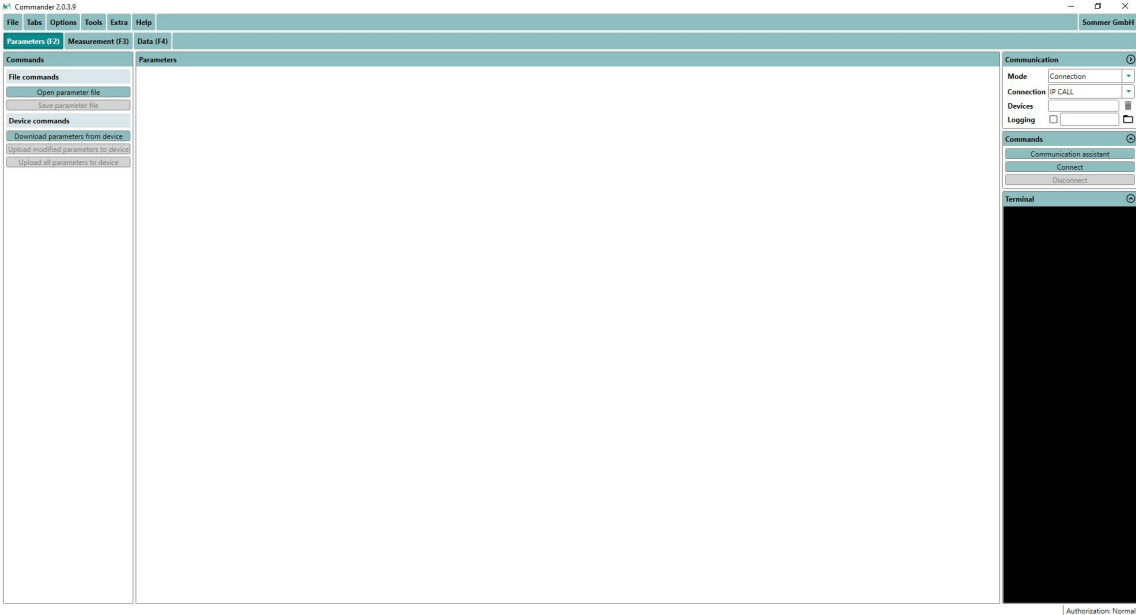 Commander 2.0.3.9
File Tabs Options Tools Extra Help Sommer GmbH
Parameters (F2) Measurement (F3) Data (F4)
Commands
File commands
Open parameter file
Save parameter file
Device commands
Download parameters from device
Upload modified parameters to device
Upload all parameters to device
Parameters
Communication
Mode Connection
Connection IP CALL
Devices
Logging
Commands
Communication assistant
Connect
Disconnect
Terminal
Authorization: Normal